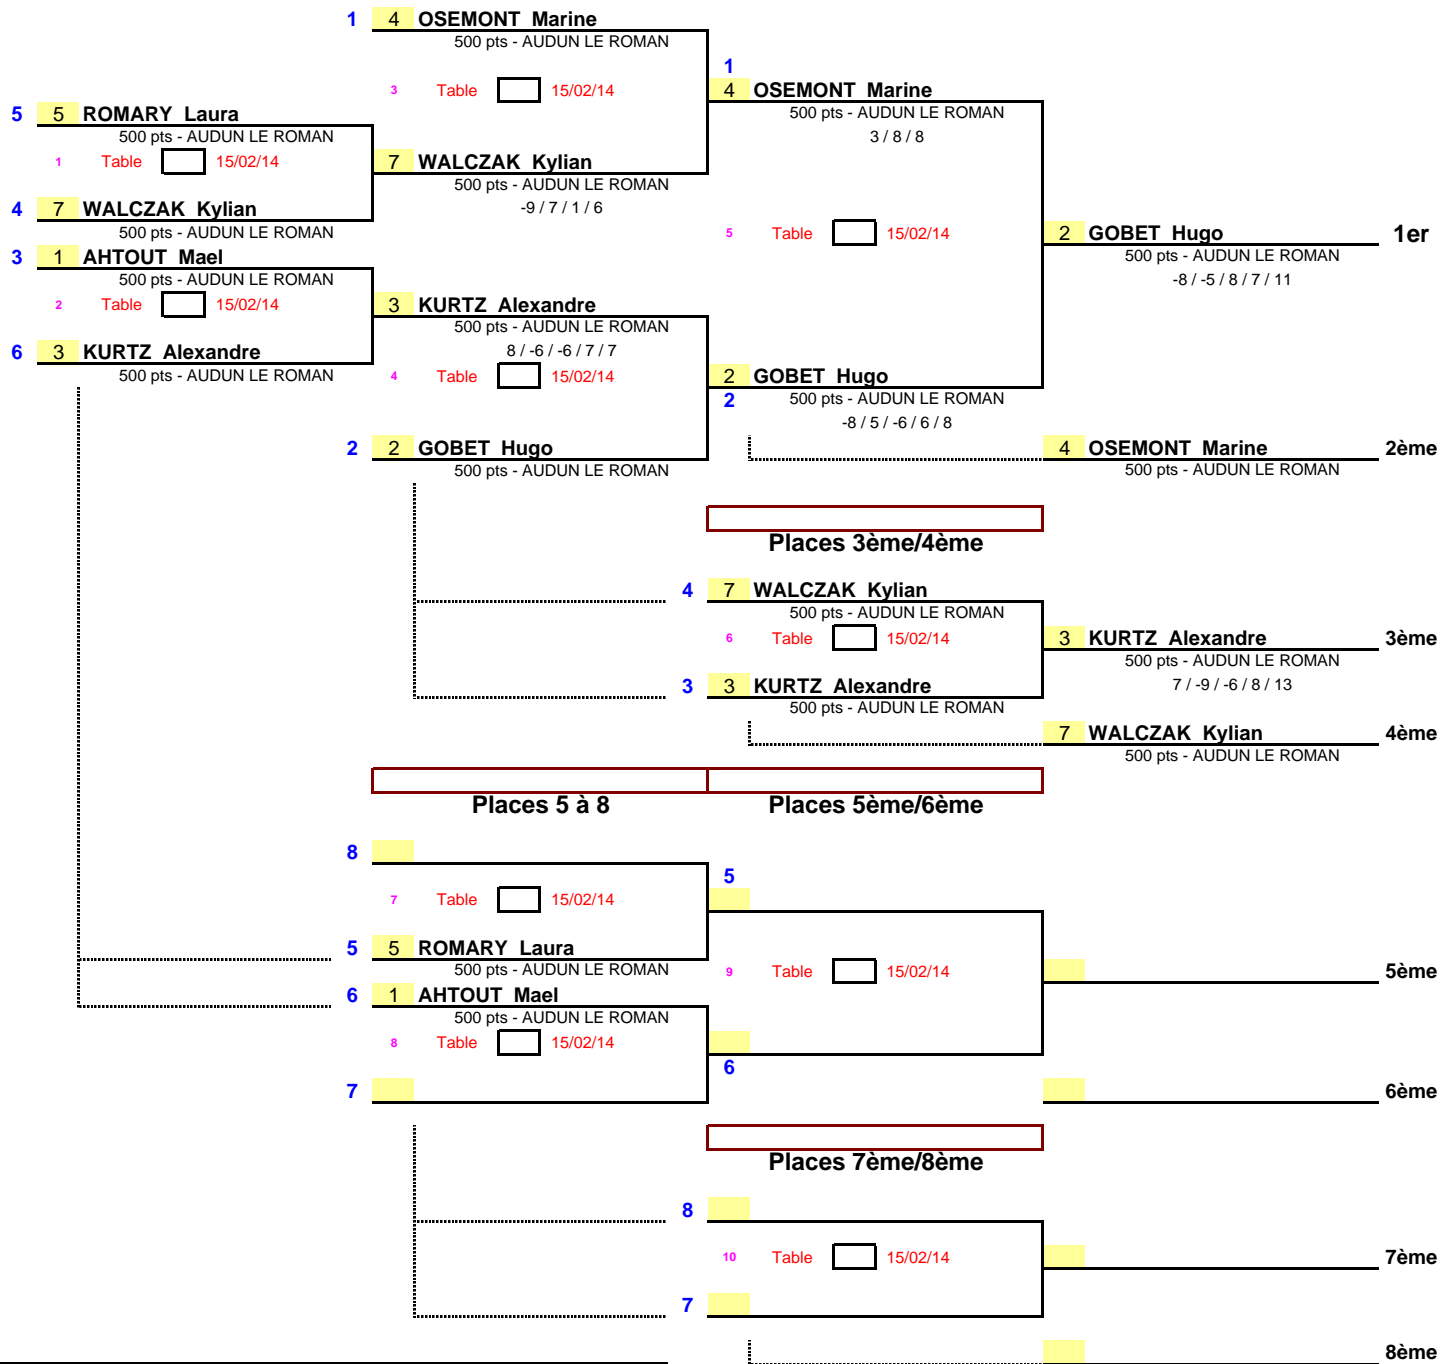 1 4 OSEMONT Marine
500 pts - AUDUN LE ROMAN
1
3 Table 15/02/14
4 OSEMONT Marine
5 5 ROMARY Laura
500 pts - AUDUN LE ROMAN
500 pts - AUDUN LE ROMAN
3 / 8 / 8
1 Table 15/02/14
7 WALCZAK Kylian
500 pts - AUDUN LE ROMAN
4 7 WALCZAK Kylian
-9 / 7 / 1 / 6
500 pts - AUDUN LE ROMAN
5 Table 15/02/14
2 GOBET Hugo 1er
3 1 AHTOUT Mael
500 pts - AUDUN LE ROMAN
500 pts - AUDUN LE ROMAN
-8 / -5 / 8 / 7 / 11
2 Table 15/02/14
3 KURTZ Alexandre
500 pts - AUDUN LE ROMAN
6 3 KURTZ Alexandre
8 / -6 / -6 / 7 / 7
500 pts - AUDUN LE ROMAN
4 Table 15/02/14
2 GOBET Hugo
2
500 pts - AUDUN LE ROMAN
-8 / 5 / -6 / 6 / 8
2 2 GOBET Hugo
500 pts - AUDUN LE ROMAN
4 OSEMONT Marine 2ème
500 pts - AUDUN LE ROMAN
Places 3ème/4ème
4 7 WALCZAK Kylian
500 pts - AUDUN LE ROMAN
6 Table 15/02/14
3 KURTZ Alexandre 3ème
500 pts - AUDUN LE ROMAN
7 / -9 / -6 / 8 / 13
3 3 KURTZ Alexandre
500 pts - AUDUN LE ROMAN
7 WALCZAK Kylian 4ème
500 pts - AUDUN LE ROMAN
Places 5 à 8 Places 5ème/6ème
8
5
7 Table 15/02/14
5 5 ROMARY Laura
500 pts - AUDUN LE ROMAN
9 Table 15/02/14
5ème
6 1 AHTOUT Mael
500 pts - AUDUN LE ROMAN
8 Table 15/02/14
6
7
6ème
Places 7ème/8ème
8
10 Table 15/02/14
7ème
7
8ème